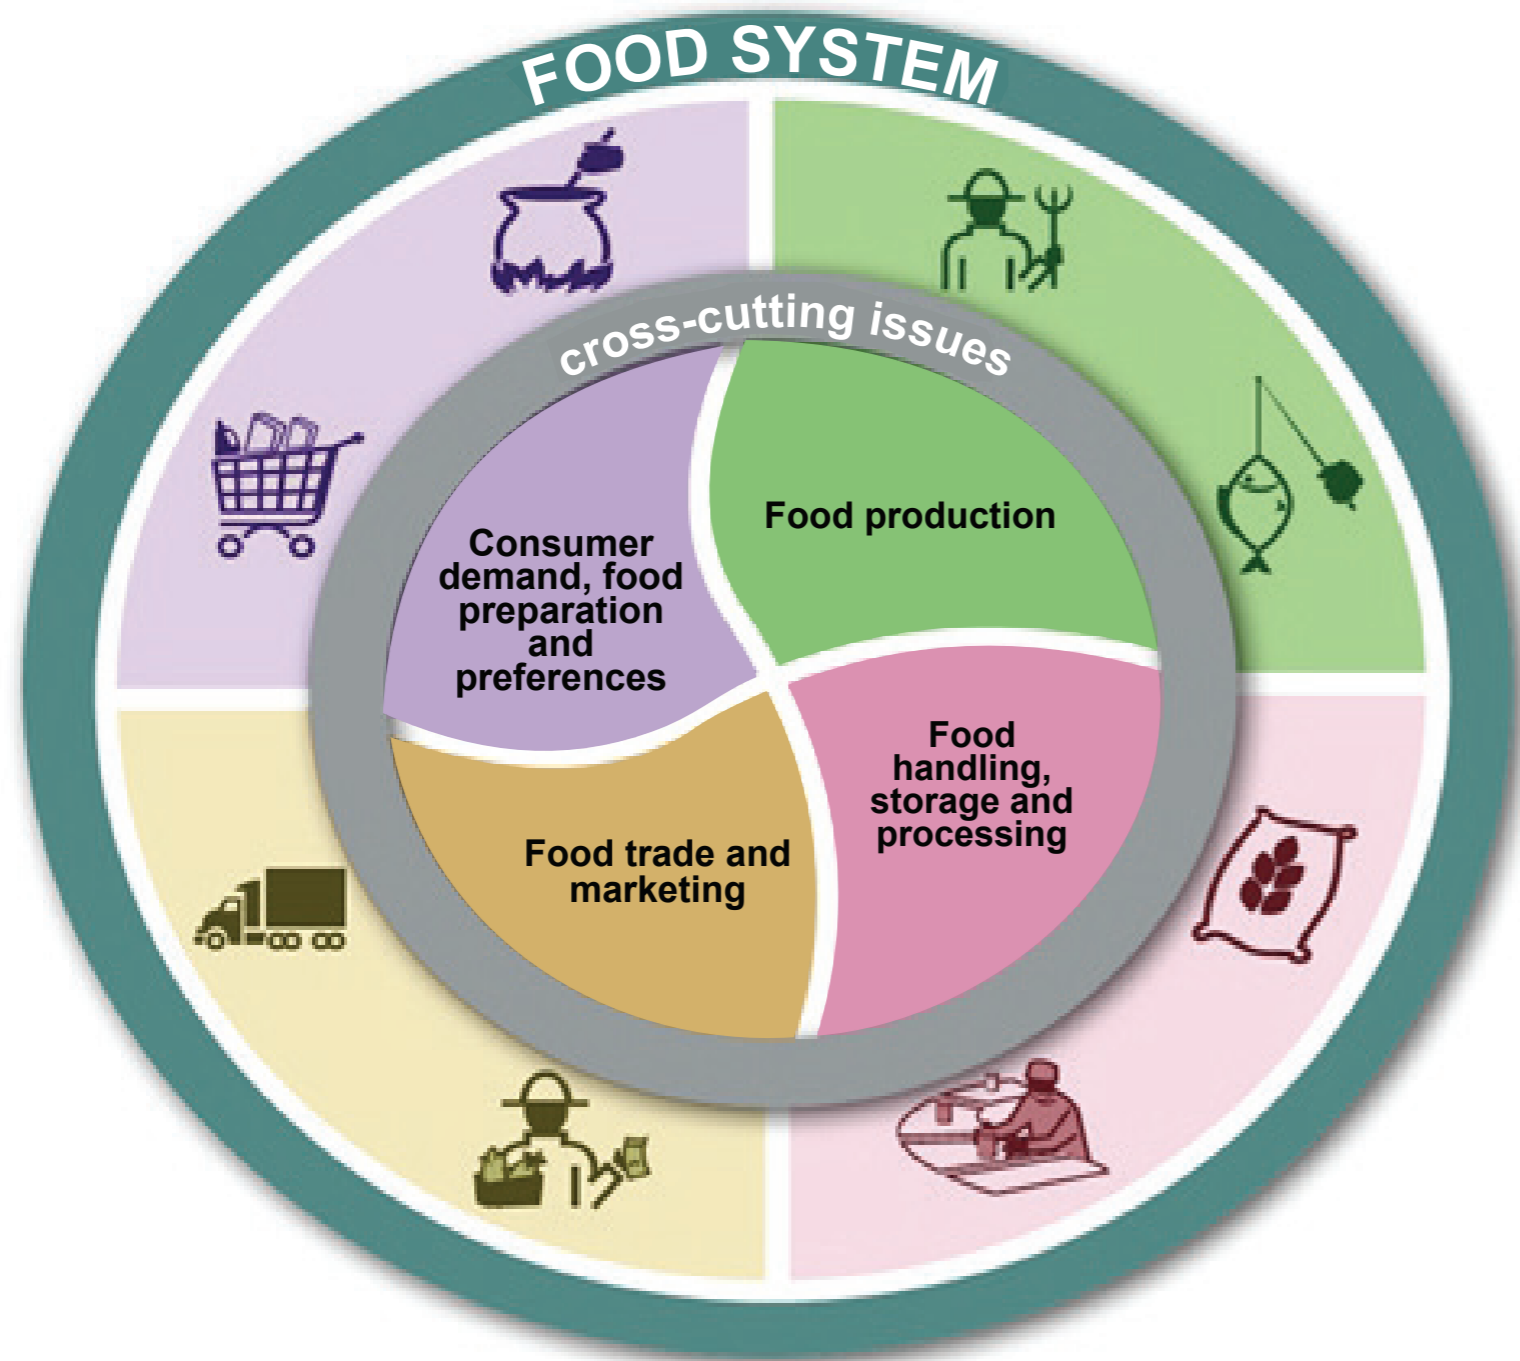 FOOD SYSTEM
cross-cutting issues
Consumer
demand, food
preparation
and
preferences
Food production
Food
handling,
storage and
processing
Food trade and
marketing